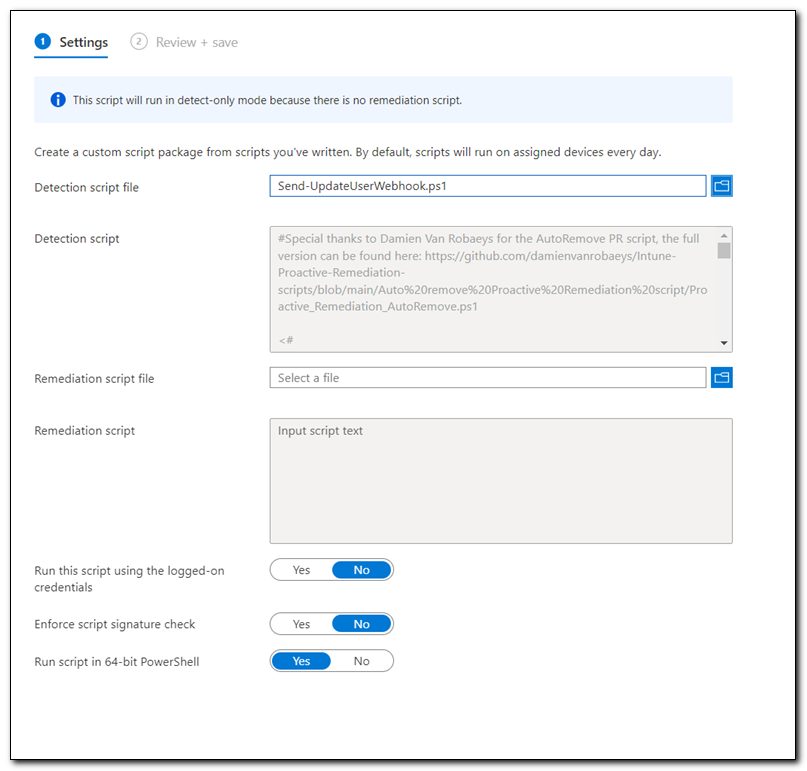 1 Settings 2 Review + save
This script will run in detect-only mode because there is no remediation script.
Create a custom script package from scripts you've written. By default, scripts will run on assigned devices every day.
Detection script file Send-UpdateUserWebhook.ps1
Detection script
#Special thanks to Damien Van Robaeys for the AutoRemove PR script, the full
version can be found here: https://github.com/damienvanrobaeys/Intune-
Proactive-Remediation-
scripts/blob/main/Auto%20remove%20Proactive%20Remediation%20script/Pro
active_Remediation_AutoRemove.ps1
<#
Remediation script file Select a file
Remediation script Input script text
Run this script using the logged-on
credentials
Yes No
Enforce script signature check Yes No
Run script in 64-bit PowerShell Yes No